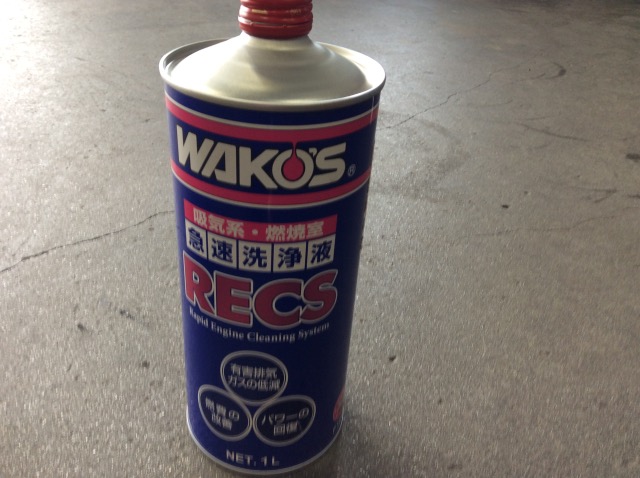 WAKO'S®
吸気系・燃焼室
急速洗浄液
RECS
Rapid Engine Cleaning System
有害排気
ガスの低減
燃費の
改善
パワーの
回復
NET. 1L